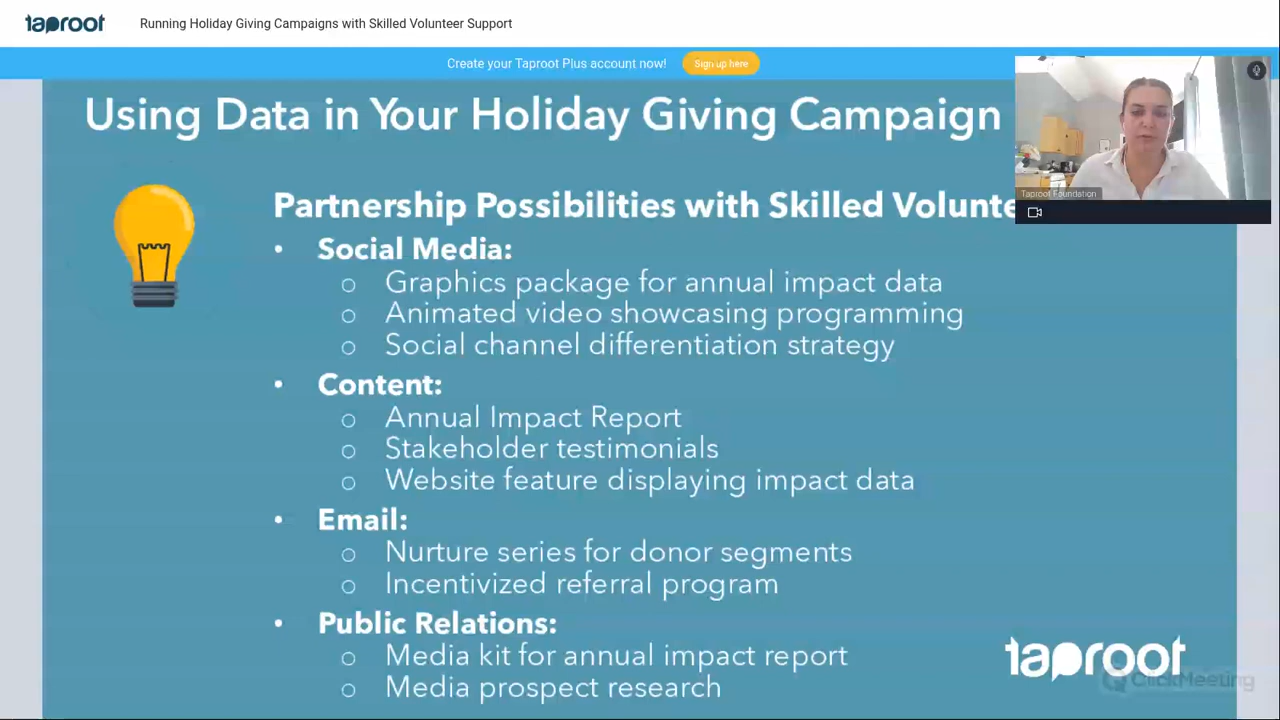 taproot
Running Holiday Giving Campaigns with Skilled Volunteer Support
Create your Taproot Plus account now!
Sign up here
Using Data in Your Holiday Giving Campaign
Taproot Foundation
Partnership Possibilities with Skilled
• Social Media:
o Graphics package for annual impact data
o Animated video showcasing programming
o Social channel differentiation strategy
• Content:
o Annual Impact Report
o Stakeholder testimonials
o Website feature displaying impact data
• Email:
o Nurture series for donor segments
o Incentivized referral program
• Public Relations:
o Media kit for annual impact report
o Media prospect research
taproot
ClickMeeting